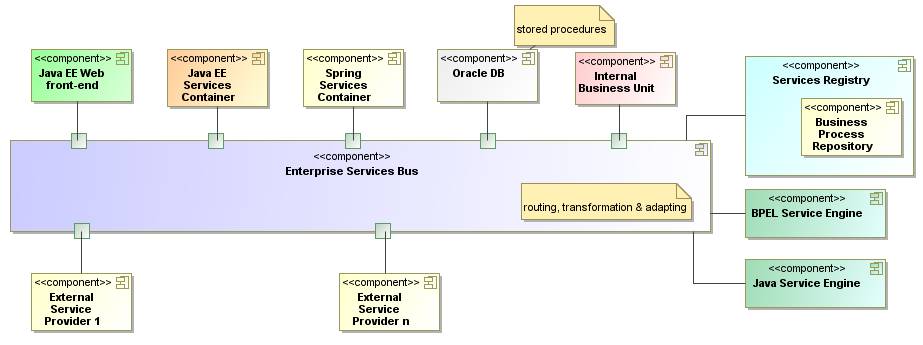 stored procedures
<<component>>
Java EE Web
front-end
<<component>>
Java EE
Services
Container
<<component>>
Spring
Services
Container
<<component>>
Oracle DB
<<component>>
Internal
Business Unit
<<component>>
Services Registry
<<component>>
Business
Process
Repository
<<component>>
Enterprise Services Bus
routing, transformation & adapting
<<component>>
BPEL Service Engine
<<component>>
Java Service Engine
<<component>>
External
Service
Provider 1
<<component>>
External
Service
Provider n